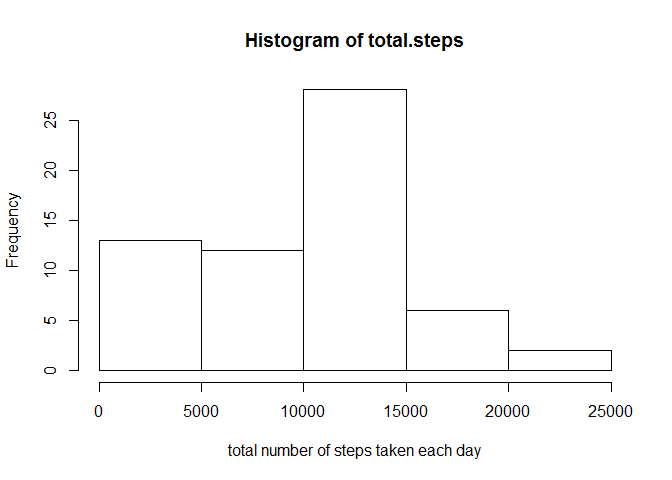 Histogram of total.steps
Frequency
25
20
15
10
5
0
0 5000 10000 15000 20000 25000
total number of steps taken each day